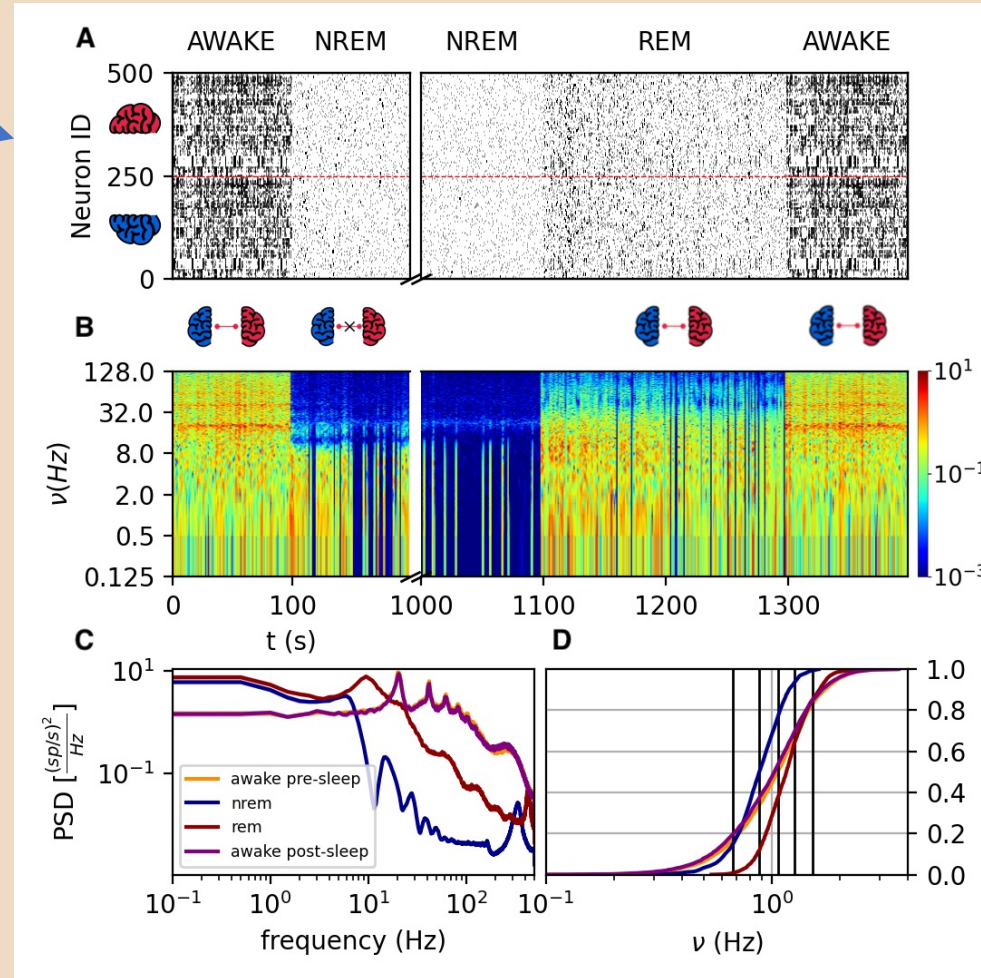 A
AWAKE NREM NREM REM AWAKE
500
250
0
Neuron ID
B
128.0
32.0
8.0
2.0
0.5
0.125
ν(Hz)
10¹
10⁻¹
10⁻³
0 100 1000 1100 1200 1300
t (s)
C
10¹
10⁻¹
PSD [(sp/s)²/Hz]
awake pre-sleep
nrem
rem
awake post-sleep
10⁻¹ 10⁰ 10¹ 10²
frequency (Hz)
D
1.0
0.8
0.6
0.4
0.2
0.0
10⁻¹ 10⁰
ν (Hz)